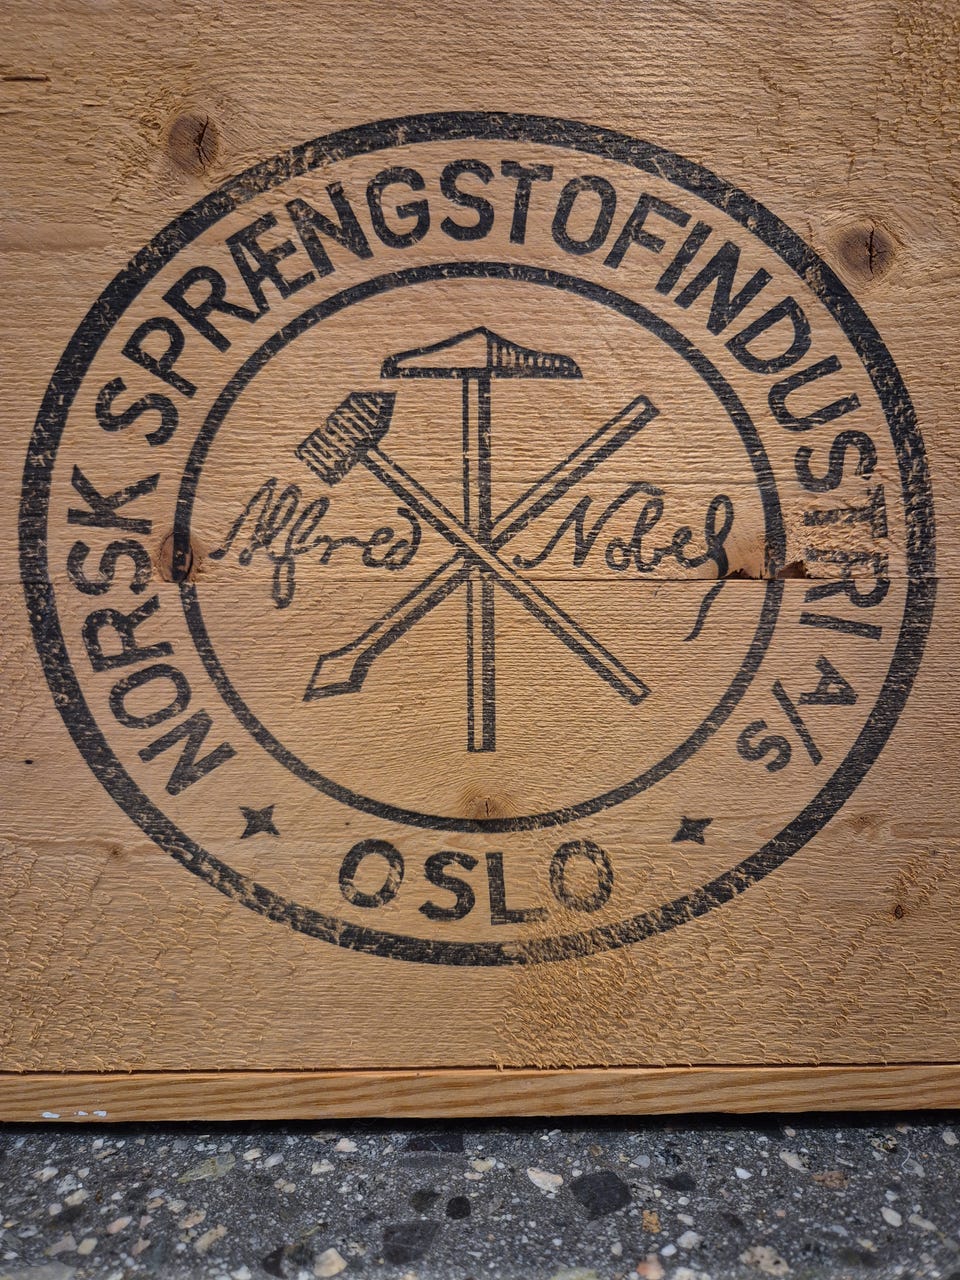 NORSK SPRÆNGSTOFINDUSTRI A/S
Alfred Nobel
OSLO